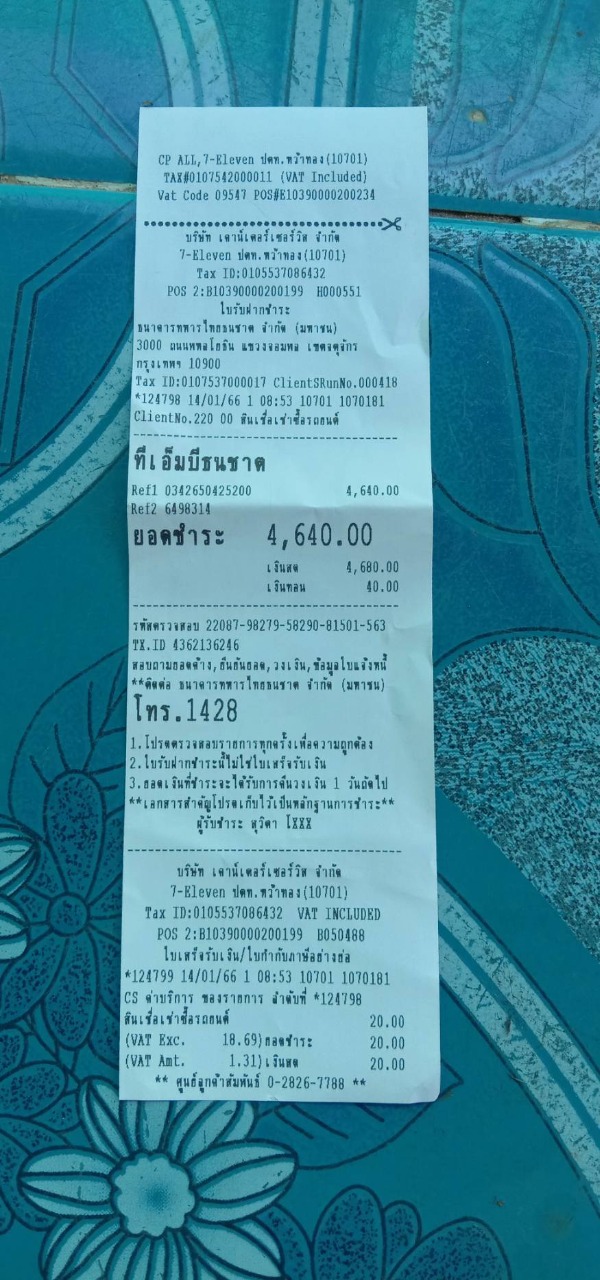 CP ALL,7-Eleven ปตท.หว้าทอง(10701)
TAX#0107542000011 (VAT Included)
Vat Code 09547 POS#E10390000200234
บริษัท เคาน์เตอร์เซอร์วิส จำกัด
7-Eleven ปตท.หว้าทอง(10701)
Tax ID:0105537086432
POS 2:B10390000200199 H000551
ใบรับฝากชำระ
ธนาคารทหารไทยธนชาต จำกัด (มหาชน)
3000 ถนนพหลโยธิน แขวงจอมพล เขตจตุจักร
กรุงเทพฯ 10900
Tax ID:0107537000017 ClientSRunNo.000418
*124798 14/01/66 1 08:53 10701 1070181
ClientNo.220 00 สินเชื่อเช่าซื้อรถยนต์
ทีเอ็มบีธนชาต
Ref1 0342650425200 4,640.00
Ref2 6498314
ยอดชำระ 4,640.00
เงินสด 4,680.00
เงินทอน 40.00
รหัสตรวจสอบ 22087-98279-58290-81501-563
TX.ID 4362136246
สอบถามยอดค้าง,ยืนยันยอด,วงเงิน,ข้อมูลใบแจ้งหนี้
**ติดต่อ ธนาคารทหารไทยธนชาต จำกัด (มหาชน)
โทร.1428
1.โปรดตรวจสอบรายการทุกครั้งเพื่อความถูกต้อง
2.ใบรับฝากชำระนี้ไม่ใช่ใบเสร็จรับเงิน
3.ยอดเงินที่ชำระจะได้รับการคืนวงเงิน 1 วันถัดไป
**เอกสารสำคัญโปรดเก็บไว้เป็นหลักฐานการชำระ**
ผู้รับชำระ สุวิตา โXXX
บริษัท เคาน์เตอร์เซอร์วิส จำกัด
7-Eleven ปตท.หว้าทอง(10701)
Tax ID:0105537086432 VAT INCLUDED
POS 2:B10390000200199 B050488
ใบเสร็จรับเงิน/ใบกำกับภาษีอย่างย่อ
*124799 14/01/66 1 08:53 10701 1070181
CS ค่าบริการ ของรายการ ลำดับที่ *124798
สินเชื่อเช่าซื้อรถยนต์ 20.00
(VAT Exc. 18.69)ยอดชำระ 20.00
(VAT Amt. 1.31)เงินสด 20.00
** ศูนย์ลูกค้าสัมพันธ์ 0-2826-7788 **